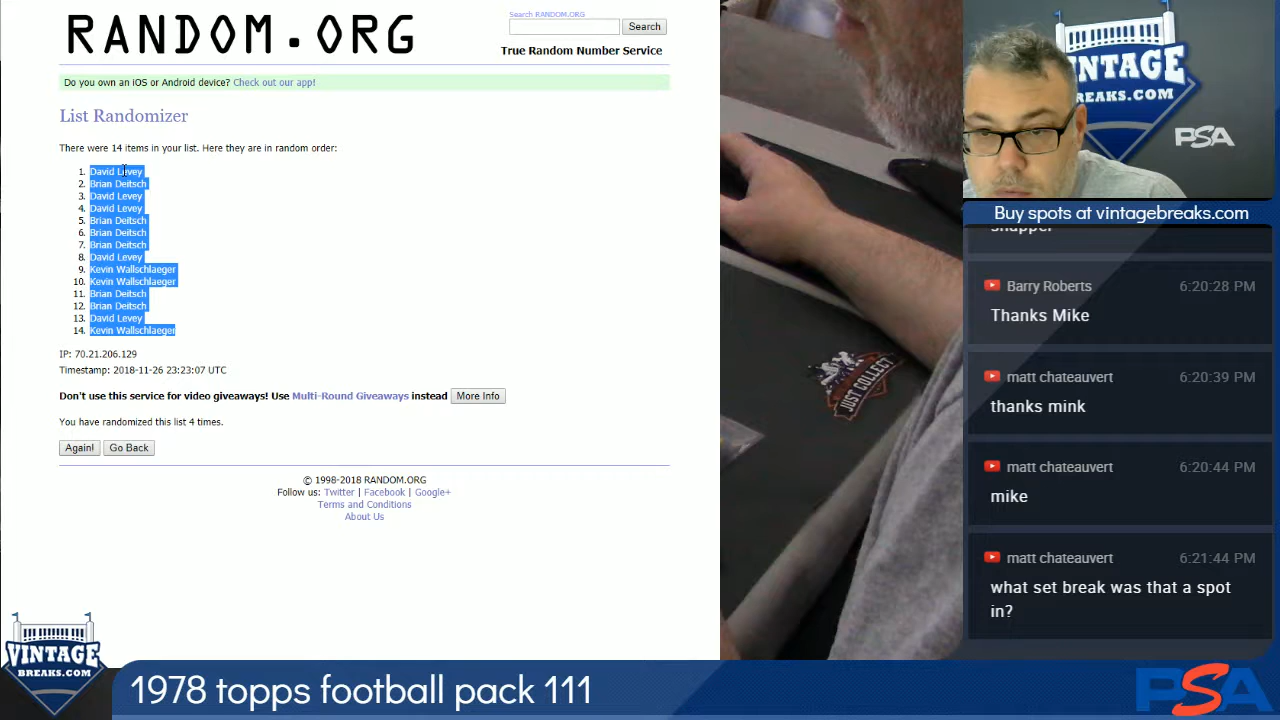 RANDOM.ORG
Search RANDOM.ORG
Search
True Random Number Service
Do you own an iOS or Android device? Check out our app!
List Randomizer
There were 14 items in your list. Here they are in random order:
1. David Levey
2. Brian Deitsch
3. David Levey
4. David Levey
5. Brian Deitsch
6. Brian Deitsch
7. Brian Deitsch
8. David Levey
9. Kevin Wallschlaeger
10. Kevin Wallschlaeger
11. Brian Deitsch
12. Brian Deitsch
13. David Levey
14. Kevin Wallschlaeger
IP: 70.21.206.129
Timestamp: 2018-11-26 23:23:07 UTC
Don't use this service for video giveaways! Use Multi-Round Giveaways instead More Info
You have randomized this list 4 times.
Again! Go Back
© 1998-2018 RANDOM.ORG
Follow us: Twitter | Facebook | Google+
Terms and Conditions
About Us
JUST COLLECT
VINTAGE
BREAKS.COM
PSA
Buy spots at vintagebreaks.com
snapper
Barry Roberts 6:20:28 PM
Thanks Mike
matt chateauvert 6:20:39 PM
thanks mink
matt chateauvert 6:20:44 PM
mike
matt chateauvert 6:21:44 PM
what set break was that a spot
in?
VINTAGE
BREAKS.COM
1978 topps football pack 111
PSA